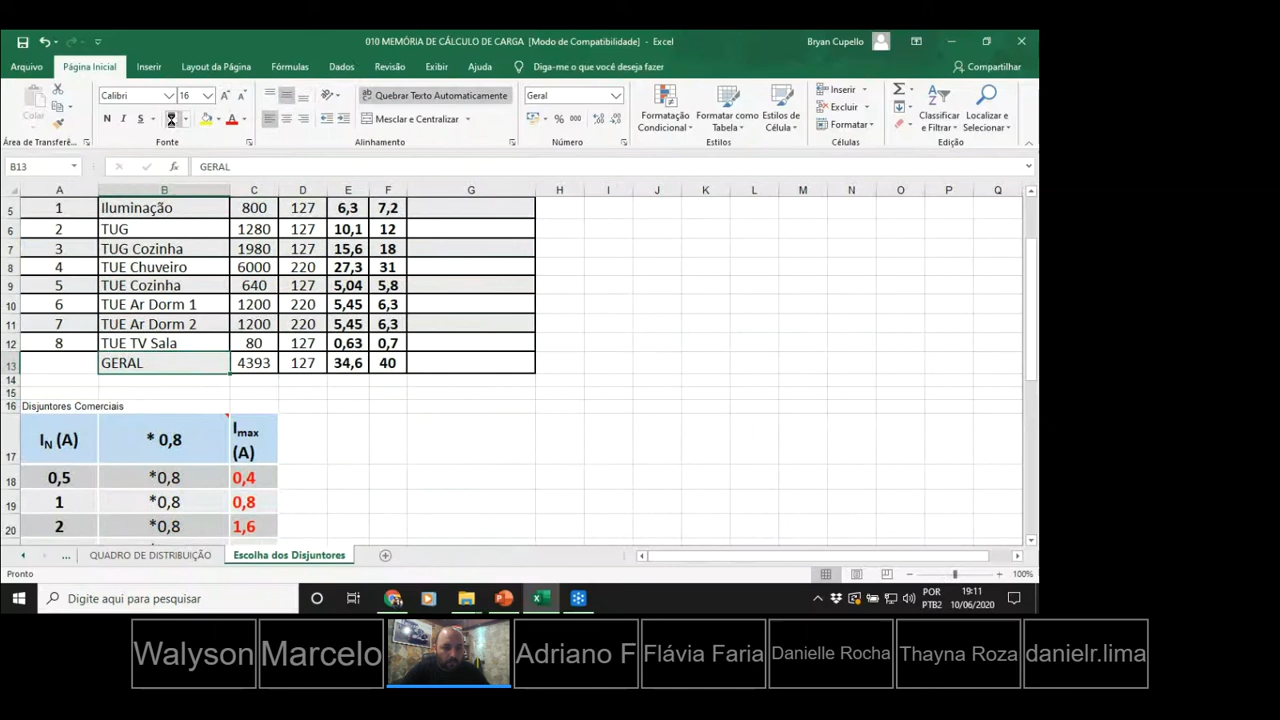 010 MEMÓRIA DE CÁLCULO DE CARGA [Modo de Compatibilidade] - Excel
Bryan Cupello
Arquivo Página Inicial Inserir Layout da Página Fórmulas Dados Revisão Exibir Ajuda Diga-me o que você deseja fazer Compartilhar
Colar
Calibri 16
N I S
Quebrar Texto Automaticamente
Mesclar e Centralizar
Geral
% 000
Formatação Condicional
Formatar como Tabela
Estilos de Célula
Inserir
Excluir
Formatar
Classificar e Filtrar
Localizar e Selecionar
Área de Transferê... Fonte Alinhamento Número Estilos Células Edição
B13 fx GERAL
A B C D E F G H I J K L M N O P Q
5 1 Iluminação 800 127 6,3 7,2
6 2 TUG 1280 127 10,1 12
7 3 TUG Cozinha 1980 127 15,6 18
8 4 TUE Chuveiro 6000 220 27,3 31
9 5 TUE Cozinha 640 127 5,04 5,8
10 6 TUE Ar Dorm 1 1200 220 5,45 6,3
11 7 TUE Ar Dorm 2 1200 220 5,45 6,3
12 8 TUE TV Sala 80 127 0,63 0,7
13 GERAL 4393 127 34,6 40
14
15
16 Disjuntores Comerciais
17 IN (A) * 0,8 Imax (A)
18 0,5 *0,8 0,4
19 1 *0,8 0,8
20 2 *0,8 1,6
... QUADRO DE DISTRIBUIÇÃO Escolha dos Disjuntores
Pronto 100%
Digite aqui para pesquisar
POR
PTB2
19:11
10/06/2020
Walyson Marcelo Adriano F Flávia Faria Danielle Rocha Thayna Roza danielr.lima